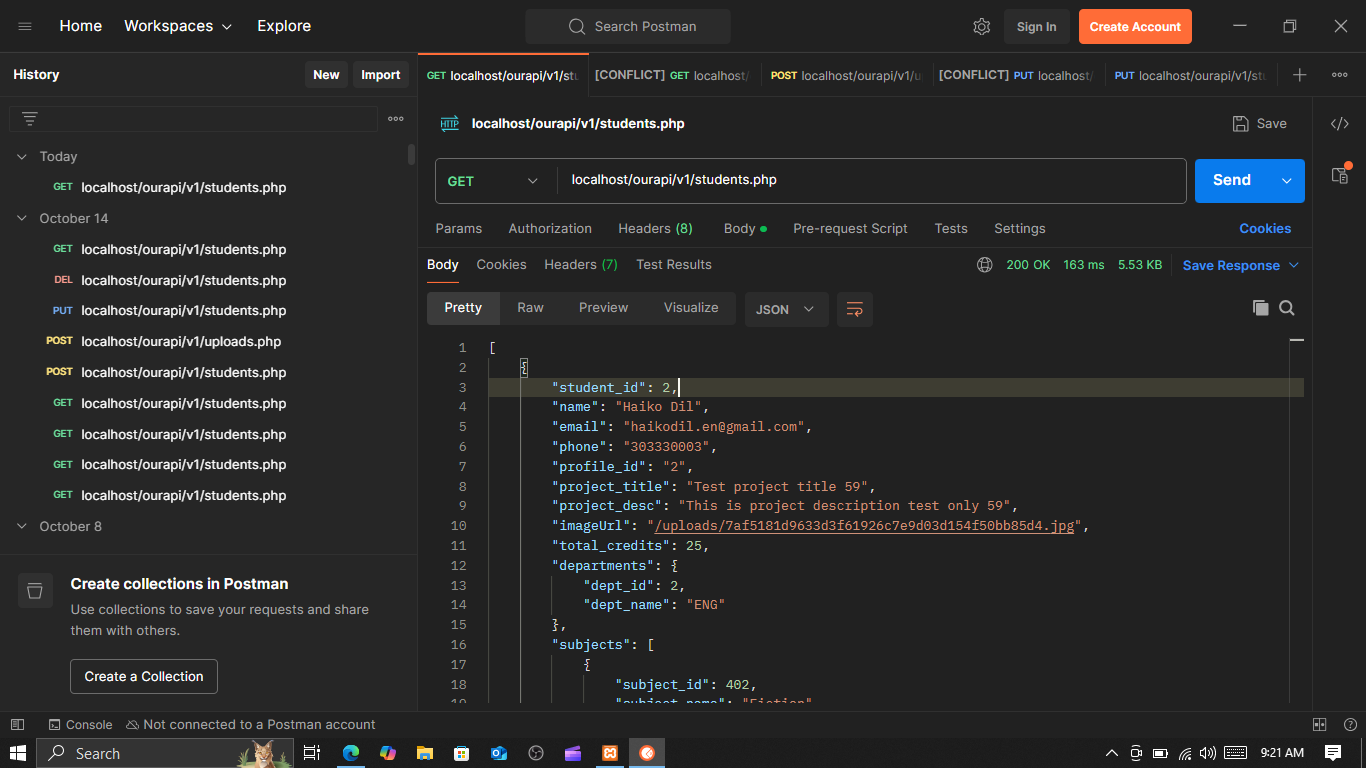 Home Workspaces Explore Search Postman Sign In Create Account
History New Import
GET localhost/ourapi/v1/stu [CONFLICT] GET localhost/ POST localhost/ourapi/v1/u [CONFLICT] PUT localhost/ PUT localhost/ourapi/v1/stu
HTTP localhost/ourapi/v1/students.php Save </>
Today
GET localhost/ourapi/v1/students.php
October 14
GET localhost/ourapi/v1/students.php
DEL localhost/ourapi/v1/students.php
PUT localhost/ourapi/v1/students.php
POST localhost/ourapi/v1/uploads.php
POST localhost/ourapi/v1/students.php
GET localhost/ourapi/v1/students.php
GET localhost/ourapi/v1/students.php
GET localhost/ourapi/v1/students.php
GET localhost/ourapi/v1/students.php
October 8
Create collections in Postman
Use collections to save your requests and share
them with others.
Create a Collection
GET localhost/ourapi/v1/students.php Send
Params Authorization Headers (8) Body Pre-request Script Tests Settings Cookies
Body Cookies Headers (7) Test Results 200 OK 163 ms 5.53 KB Save Response
Pretty Raw Preview Visualize JSON
1 [
2 {
3 "student_id": 2,
4 "name": "Haiko Dil",
5 "email": "haikodil.en@gmail.com",
6 "phone": "303330003",
7 "profile_id": "2",
8 "project_title": "Test project title 59",
9 "project_desc": "This is project description test only 59",
10 "imageUrl": "/uploads/7af5181d9633d3f61926c7e9d03d154f50bb85d4.jpg",
11 "total_credits": 25,
12 "departments": {
13 "dept_id": 2,
14 "dept_name": "ENG"
15 },
16 "subjects": [
17 {
18 "subject_id": 402,
19 "subject_name": "Fiction"
Console Not connected to a Postman account
Search 9:21 AM